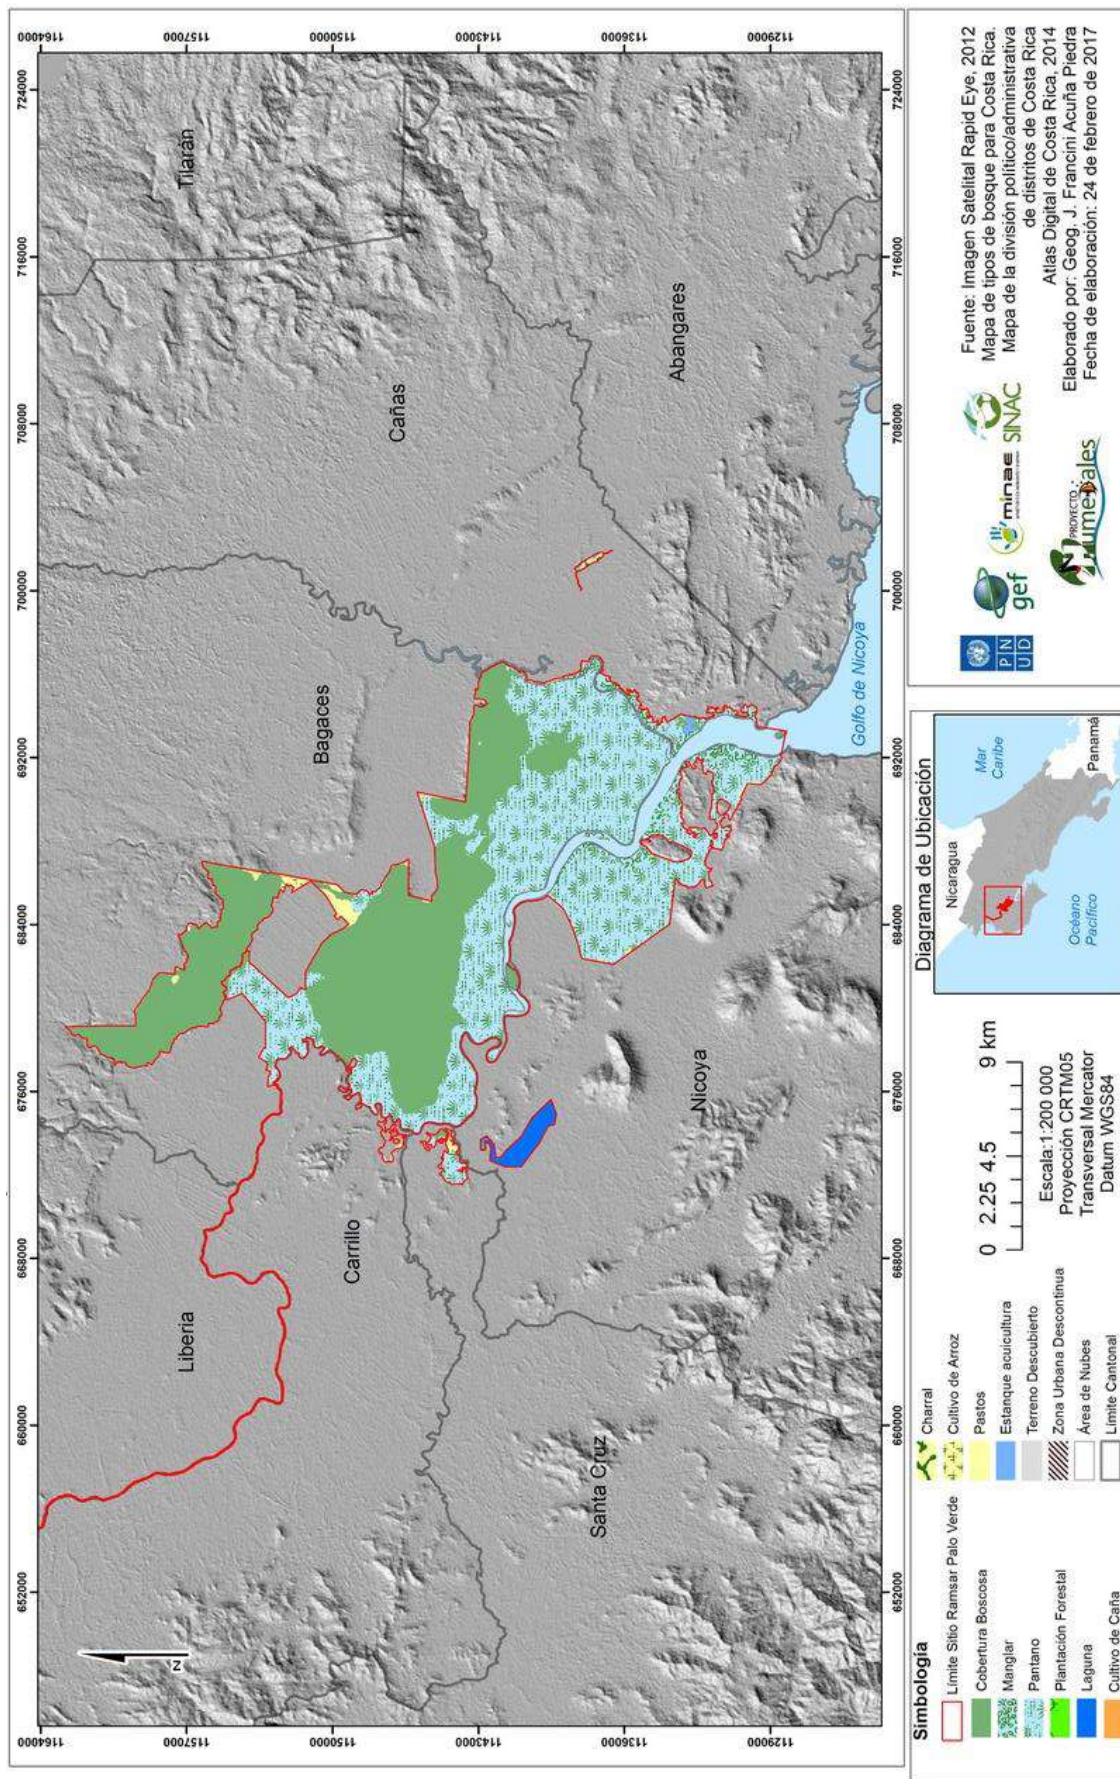 652000
660000
668000
676000
684000
692000
700000
708000
716000
724000
1164000
1157000
1150000
1143000
1136000
1129000
1164000
1157000
1150000
1143000
1136000
1129000
N
Liberia
Bagaces
Tilarán
Carrillo
Cañas
Santa Cruz
Nicoya
Abangares
Golfo de Nicoya
Simbología
Límite Sitio Ramsar Palo Verde
Cobertura Boscosa
Manglar
Pantano
Plantación Forestal
Laguna
Cultivo de Caña
Charral
Cultivo de Arroz
Pastos
Estanque acuicultura
Terreno Descubierto
Zona Urbana Descontinua
Área de Nubes
Límite Cantonal
0 2.25 4.5 9 km
Escala:1:200 000
Proyección CRTM05
Transversal Mercator
Datum WGS84
Diagrama de Ubicación
Nicaragua
Mar
Caribe
Océano
Pacífico
Panamá
P N
U D
gef
minae
SINAC
PROYECTO
Humedales
Fuente: Imagen Satelital Rapid Eye, 2012
Mapa de tipos de bosque para Costa Rica.
Mapa de la división político/administrativa
de distritos de Costa Rica
Atlas Digital de Costa Rica, 2014
Elaborado por: Geog. J. Francini Acuña Piedra
Fecha de elaboración: 24 de febrero de 2017